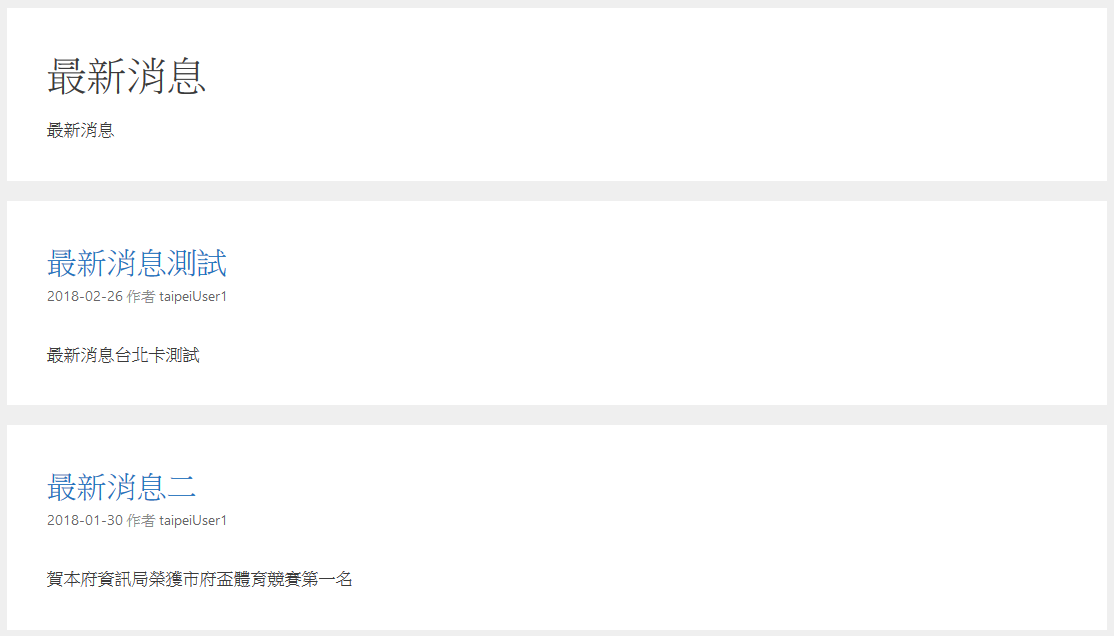 最新消息
最新消息
最新消息測試
2018-02-26 作者 taipeiUser1
最新消息台北卡測試
最新消息二
2018-01-30 作者 taipeiUser1
賀本府資訊局榮獲市府盃體育競賽第一名